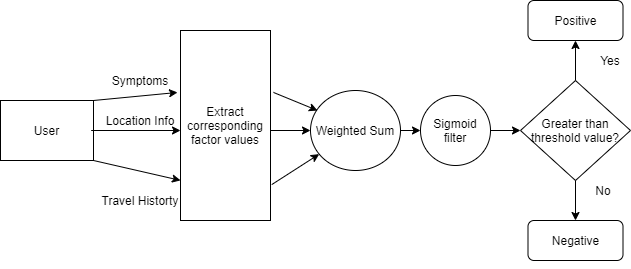 Positive
Yes
Symptoms
Location Info
Travel Historty
User
Extract
corresponding
factor values
Weighted Sum
Sigmoid
filter
Greater than
threshold value?
No
Negative